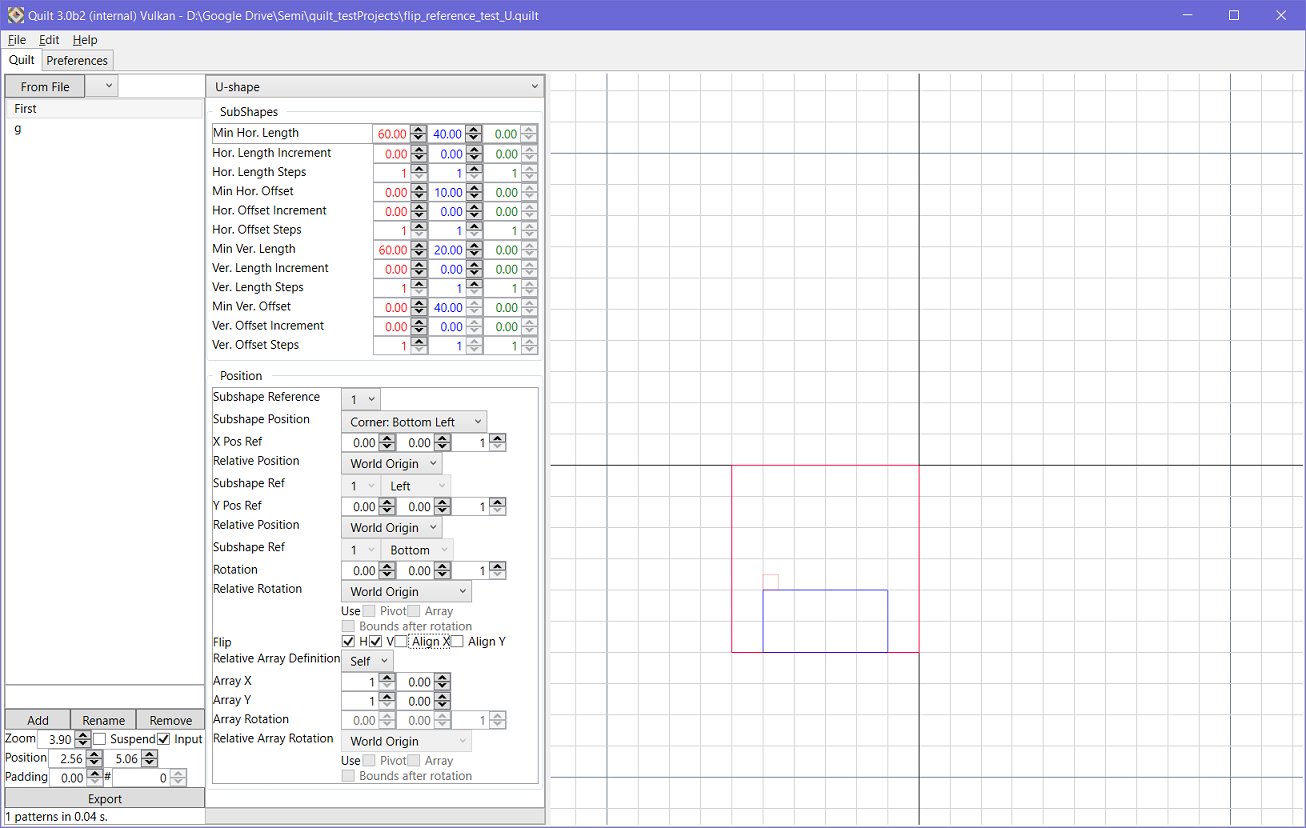 Quilt 3.0b2 (internal) Vulkan - D:\Google Drive\Semi\quilt_testProjects\flip_reference_test_U.quilt
File Edit Help
Quilt Preferences
From File
First
g
U-shape
SubShapes
Min Hor. Length 60.00 40.00 0.00
Hor. Length Increment 0.00 0.00 0.00
Hor. Length Steps 1 1 1
Min Hor. Offset 0.00 10.00 0.00
Hor. Offset Increment 0.00 0.00 0.00
Hor. Offset Steps 1 1 1
Min Ver. Length 60.00 20.00 0.00
Ver. Length Increment 0.00 0.00 0.00
Ver. Length Steps 1 1 1
Min Ver. Offset 0.00 40.00 0.00
Ver. Offset Increment 0.00 0.00 0.00
Ver. Offset Steps 1 1 1
Position
Subshape Reference 1
Subshape Position Corner: Bottom Left
X Pos Ref 0.00 0.00 1
Relative Position World Origin
Subshape Ref 1 Left
Y Pos Ref 0.00 0.00 1
Relative Position World Origin
Subshape Ref 1 Bottom
Rotation 0.00 0.00 1
Relative Rotation World Origin
Use Pivot Array
Bounds after rotation
Flip H V Align X Align Y
Relative Array Definition Self
Array X 1 0.00
Array Y 1 0.00
Array Rotation 0.00 0.00 1
Relative Array Rotation World Origin
Use Pivot Array
Bounds after rotation
Add Rename Remove
Zoom 3.90 Suspend Input
Position 2.56 5.06
Padding 0.00 # 0
Export
1 patterns in 0.04 s.